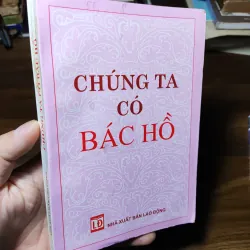 CHÚNG TA
CÓ
BÁC HỒ
LĐ
NHÀ XUẤT BẢN LAO ĐỘNG